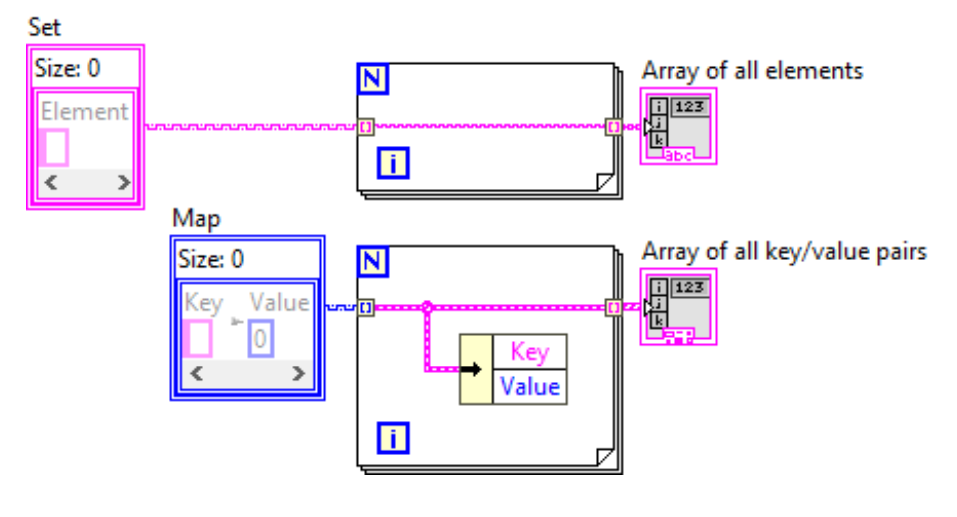 Set
Size: 0
Element
N
i
Array of all elements
i 123
j
k
abc
Map
Size: 0
Key Value
0
N
Key
Value
i
Array of all key/value pairs
i 123
j
k